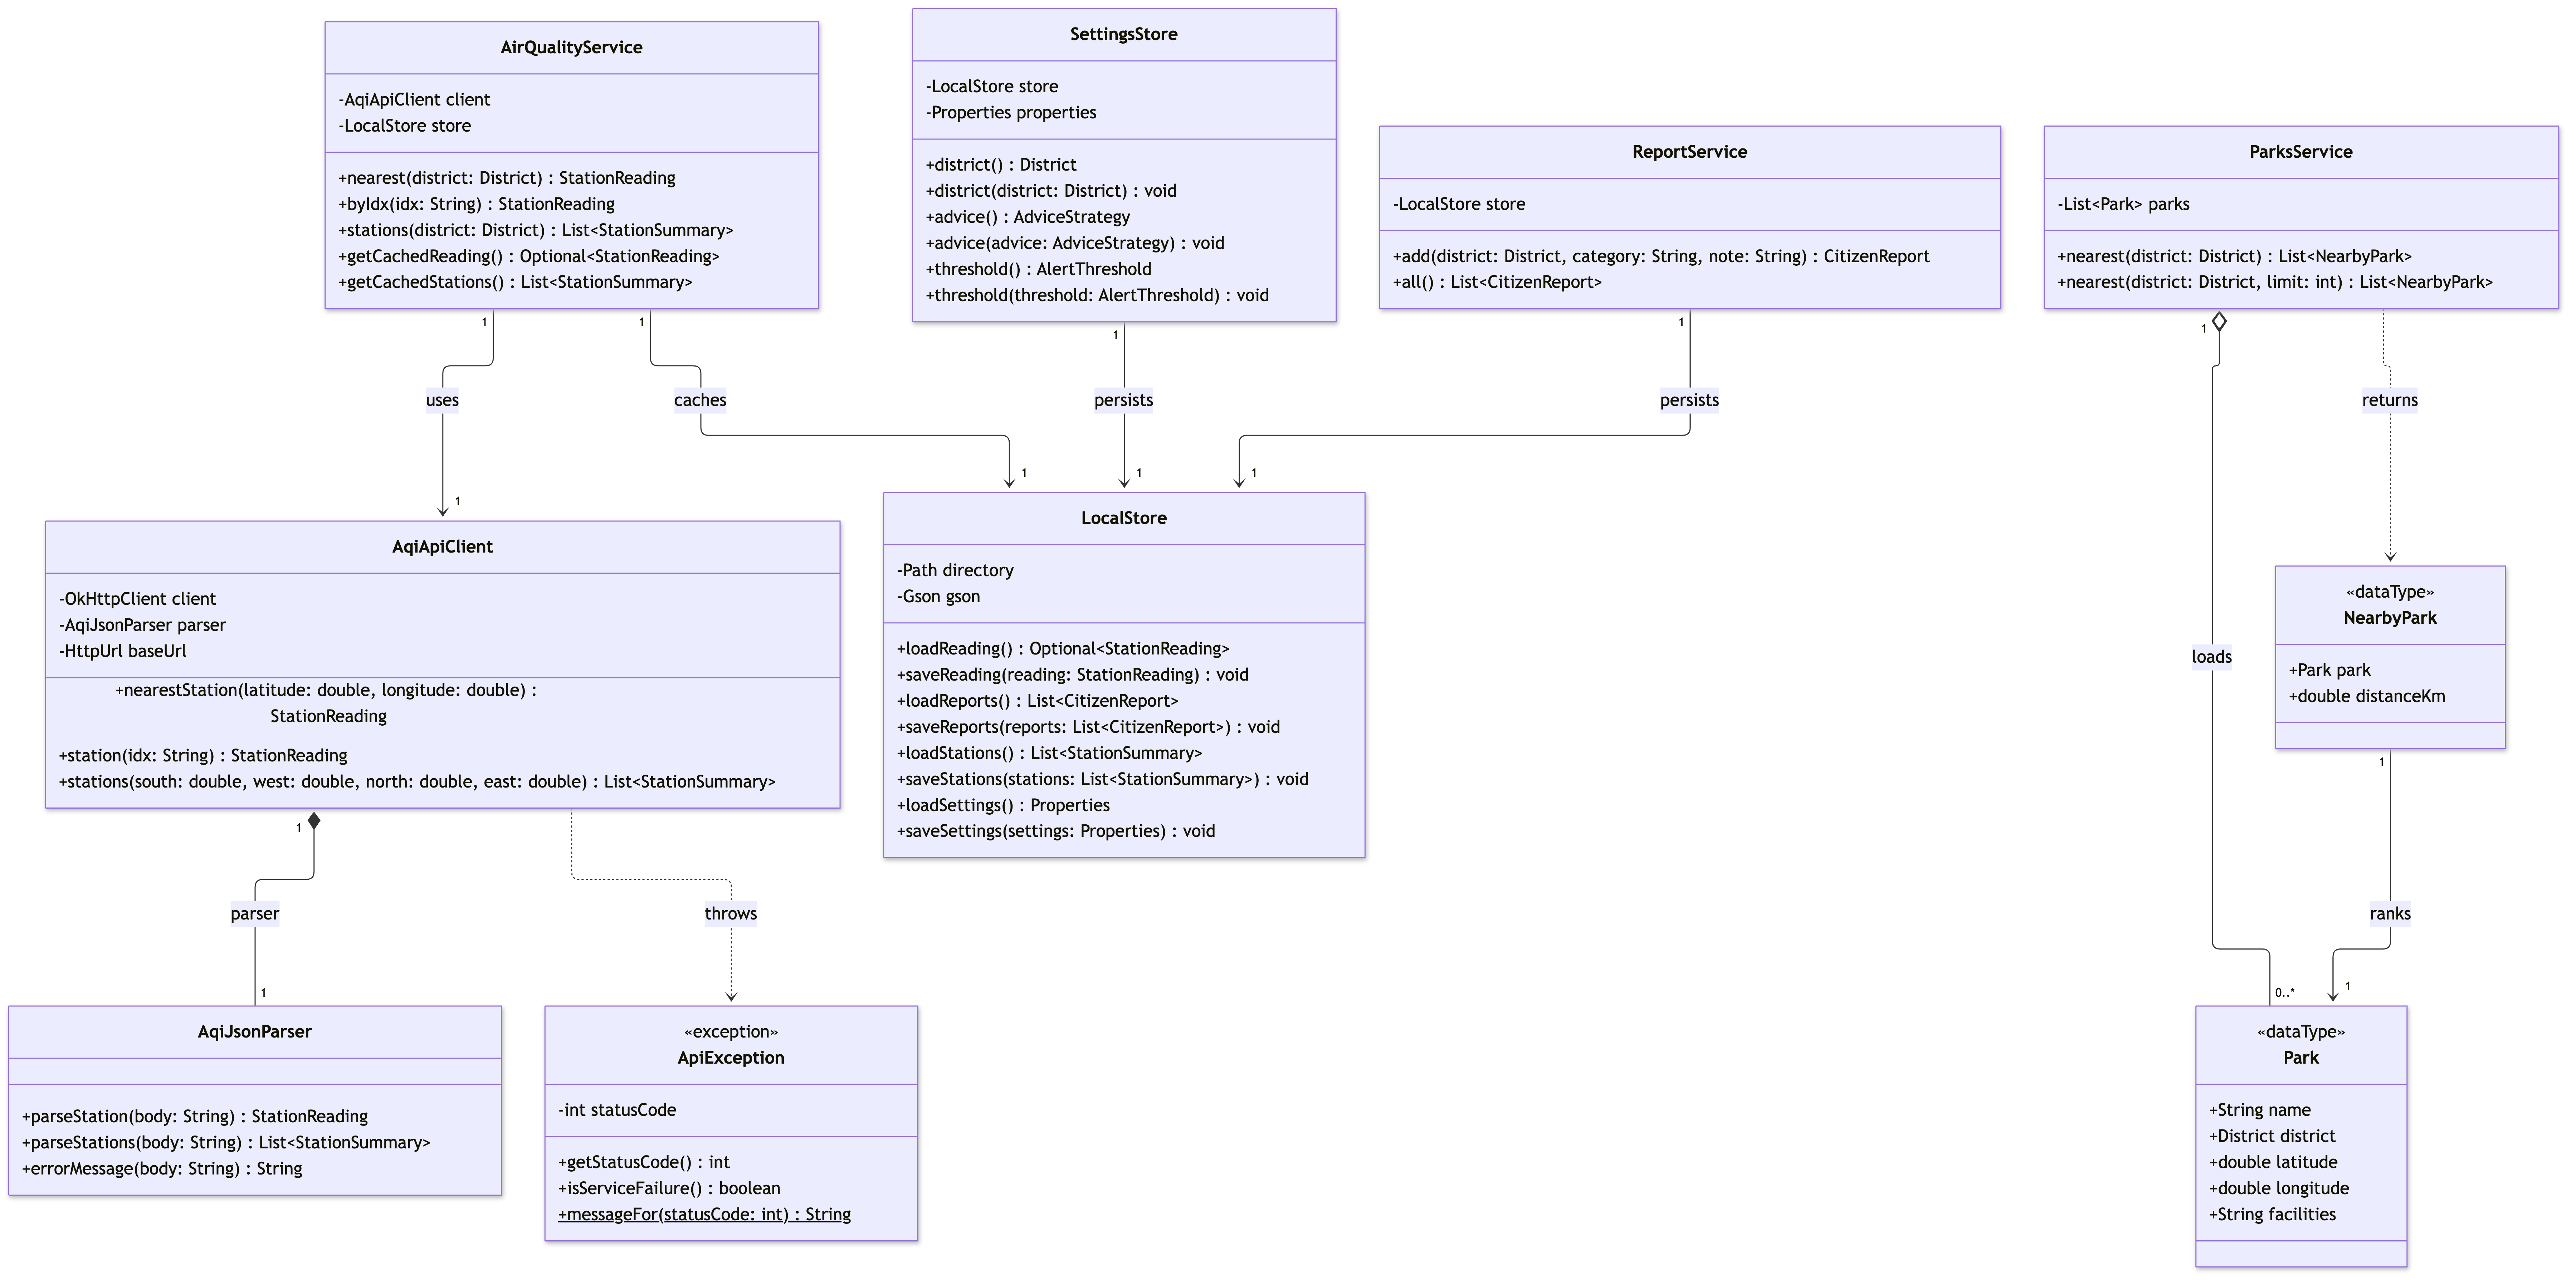 AirQualityService
-AqiApiClient client
-LocalStore store
+nearest(district: District) : StationReading
+byIdx(idx: String) : StationReading
+stations(district: District) : List<StationSummary>
+getCachedReading() : Optional<StationReading>
+getCachedStations() : List<StationSummary>
SettingsStore
-LocalStore store
-Properties properties
+district() : District
+district(district: District) : void
+advice() : AdviceStrategy
+advice(advice: AdviceStrategy) : void
+threshold() : AlertThreshold
+threshold(threshold: AlertThreshold) : void
ReportService
-LocalStore store
+add(district: District, category: String, note: String) : CitizenReport
+all() : List<CitizenReport>
ParksService
-List<Park> parks
+nearest(district: District) : List<NearbyPark>
+nearest(district: District, limit: int) : List<NearbyPark>
1
1
1
1
1
uses
caches
persists
persists
returns
1
1
1
1
AqiApiClient
-OkHttpClient client
-AqiJsonParser parser
-HttpUrl baseUrl
+nearestStation(latitude: double, longitude: double) :
StationReading
+station(idx: String) : StationReading
+stations(south: double, west: double, north: double, east: double) : List<StationSummary>
LocalStore
-Path directory
-Gson gson
+loadReading() : Optional<StationReading>
+saveReading(reading: StationReading) : void
+loadReports() : List<CitizenReport>
+saveReports(reports: List<CitizenReport>) : void
+loadStations() : List<StationSummary>
+saveStations(stations: List<StationSummary>) : void
+loadSettings() : Properties
+saveSettings(settings: Properties) : void
loads
«dataType»
NearbyPark
+Park park
+double distanceKm
1
1
parser
throws
ranks
1
0..*
1
AqiJsonParser
+parseStation(body: String) : StationReading
+parseStations(body: String) : List<StationSummary>
+errorMessage(body: String) : String
«exception»
ApiException
-int statusCode
+getStatusCode() : int
+isServiceFailure() : boolean
+messageFor(statusCode: int) : String
«dataType»
Park
+String name
+District district
+double latitude
+double longitude
+String facilities